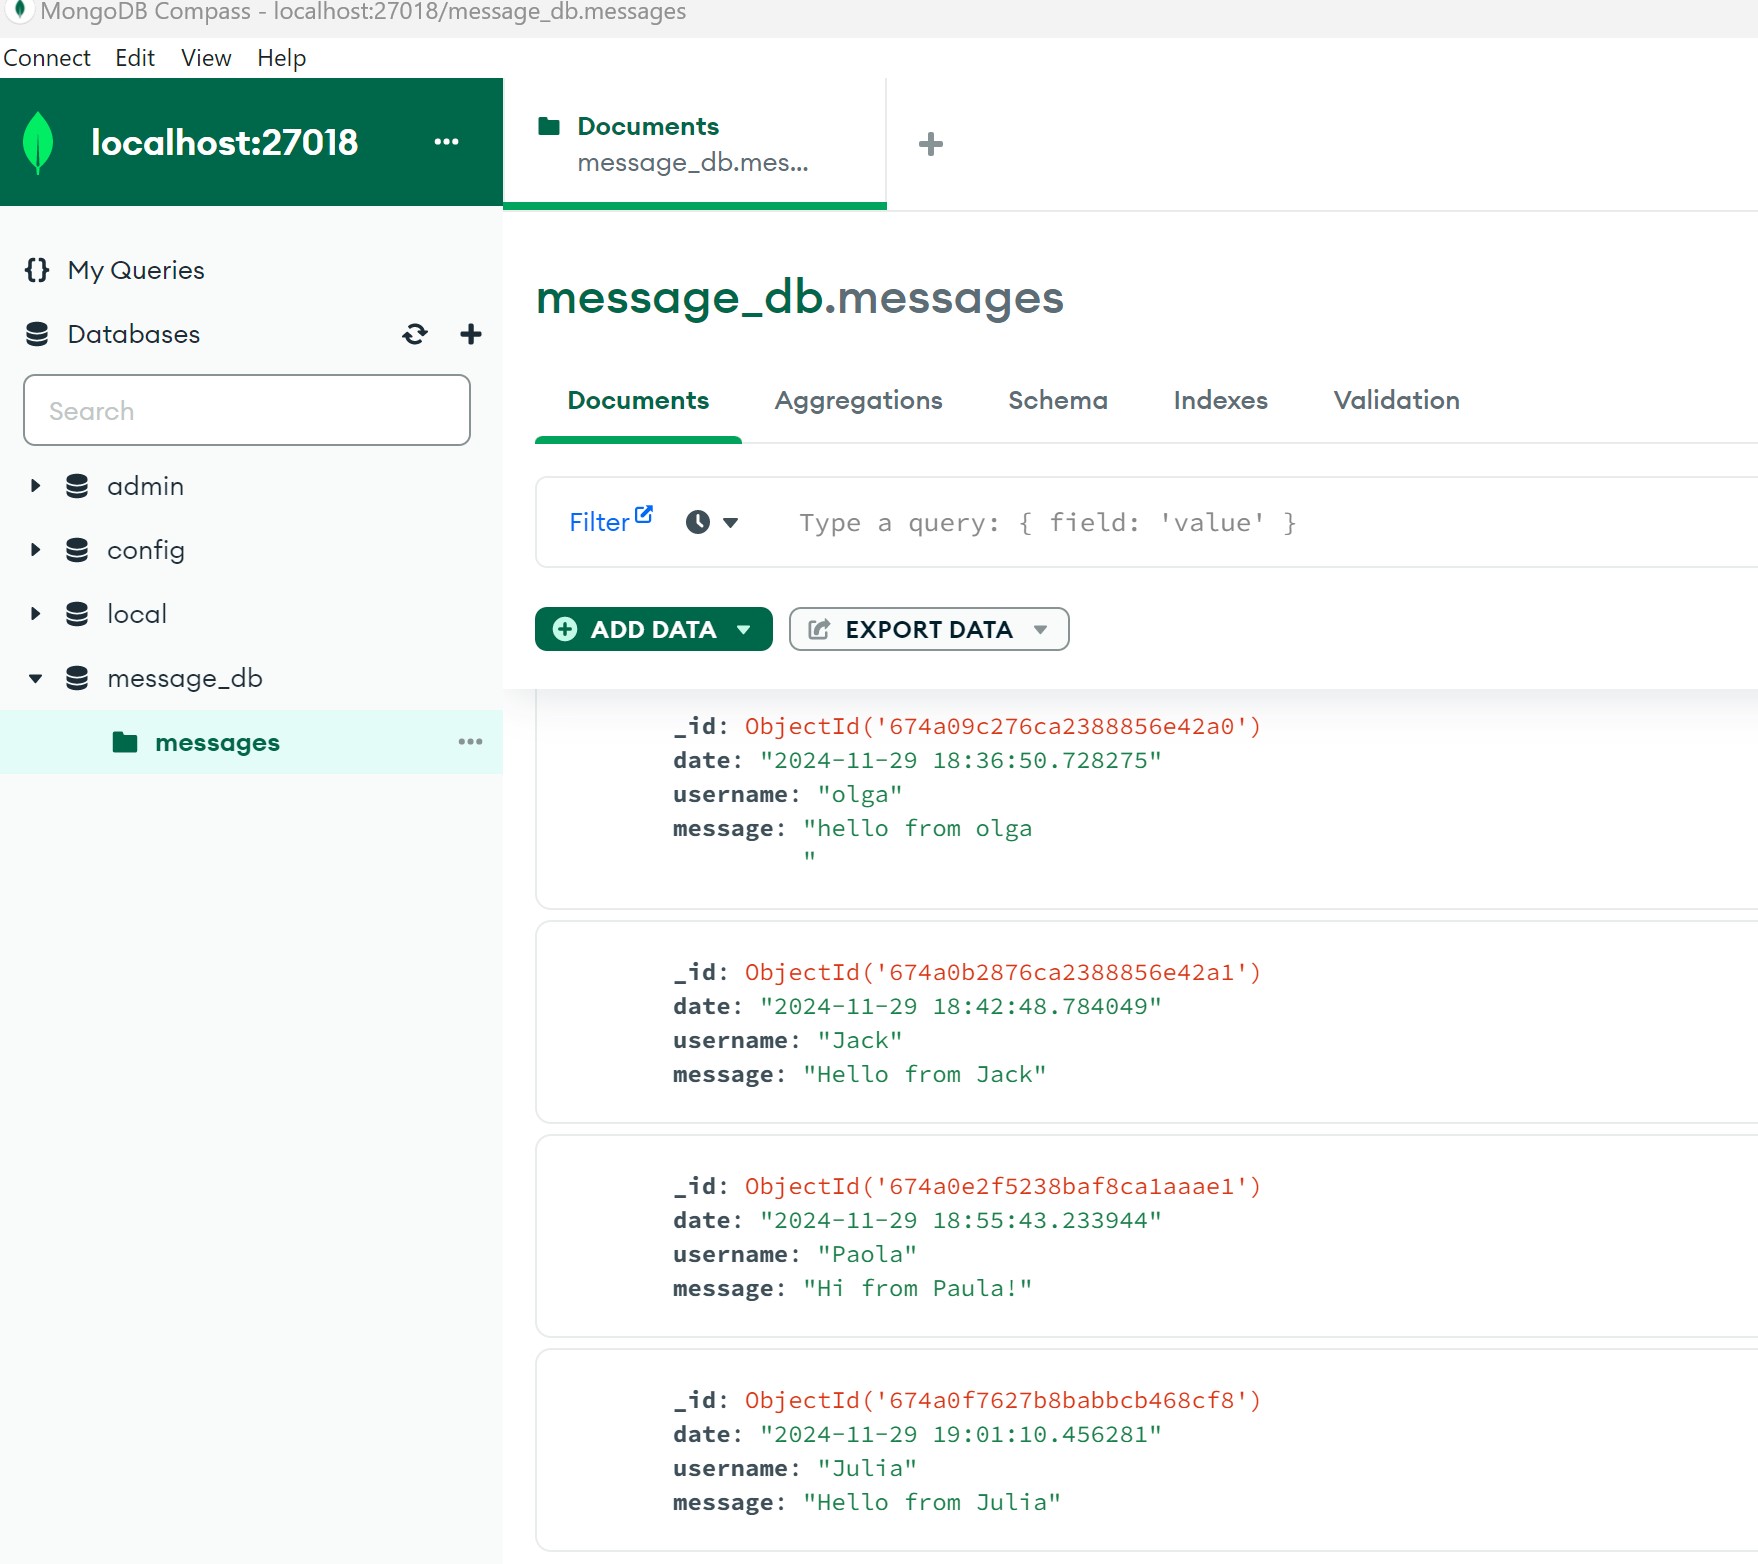 MongoDB Compass - localhost:27018/message_db.messages
Connect Edit View Help
localhost:27018 •••
Documents
message_db.mes...
My Queries
Databases
Search
admin
config
local
message_db
messages •••
message_db.messages
Documents Aggregations Schema Indexes Validation
Filter Type a query: { field: 'value' }
ADD DATA EXPORT DATA
_id: ObjectId('674a09c276ca2388856e42a0')
date: "2024-11-29 18:36:50.728275"
username: "olga"
message: "hello from olga
"
_id: ObjectId('674a0b2876ca2388856e42a1')
date: "2024-11-29 18:42:48.784049"
username: "Jack"
message: "Hello from Jack"
_id: ObjectId('674a0e2f5238baf8ca1aaae1')
date: "2024-11-29 18:55:43.233944"
username: "Paola"
message: "Hi from Paula!"
_id: ObjectId('674a0f7627b8babbcb468cf8')
date: "2024-11-29 19:01:10.456281"
username: "Julia"
message: "Hello from Julia"